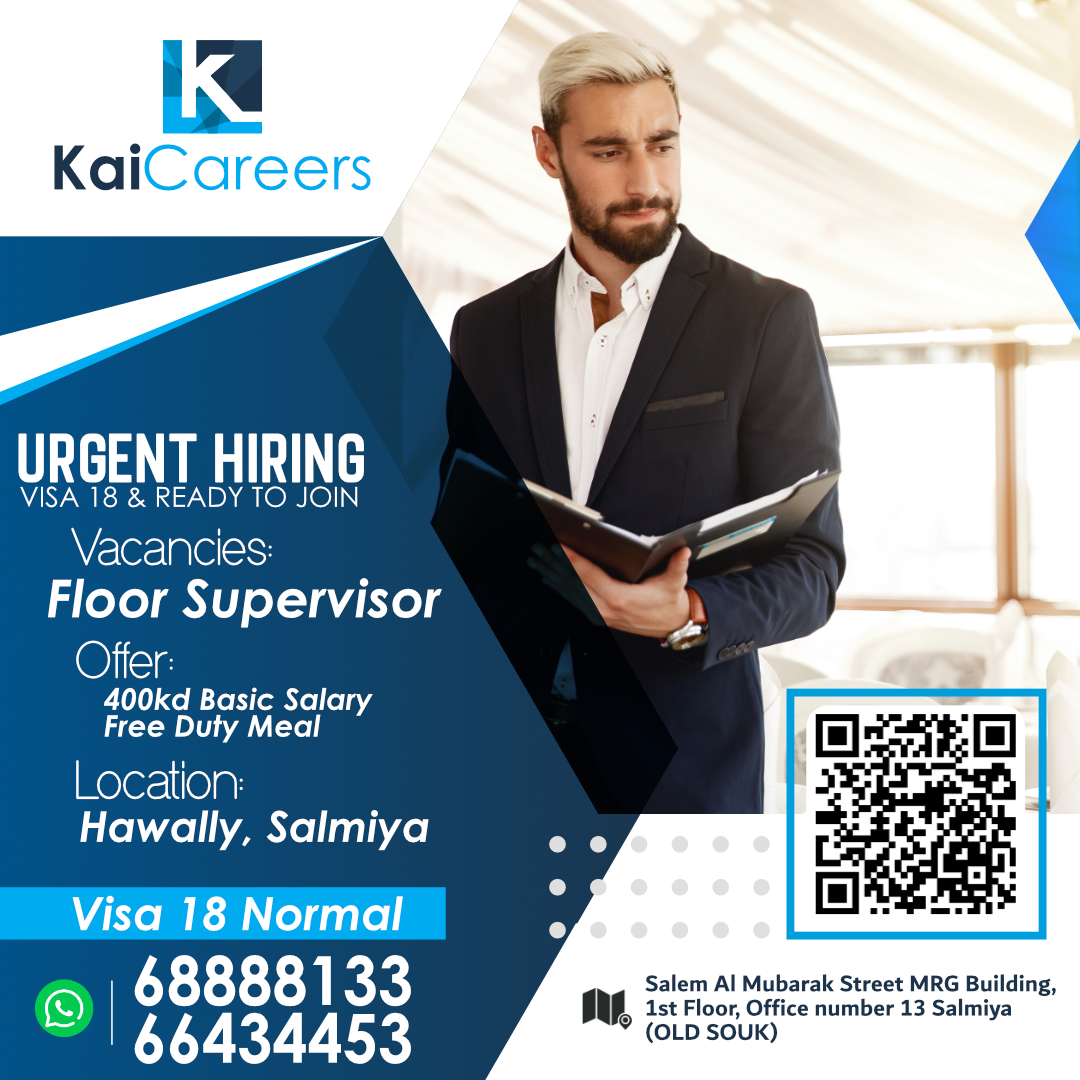 K
KaiCareers
URGENT HIRING
VISA 18 & READY TO JOIN
Vacancies:
Floor Supervisor
Offer:
400kd Basic Salary
Free Duty Meal
Location:
Hawally, Salmiya
Visa 18 Normal
68888133
66434453
Salem Al Mubarak Street MRG Building,
1st Floor, Office number 13 Salmiya
(OLD SOUK)